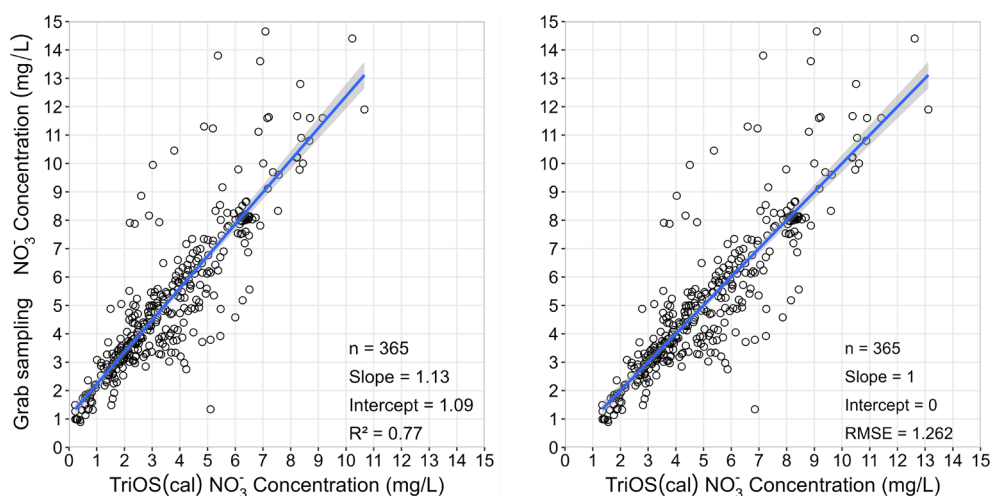 Grab sampling NO₃⁻ Concentration (mg/L)
15
14
13
12
11
10
9
8
7
6
5
4
3
2
1
0
n = 365
Slope = 1.13
Intercept = 1.09
R² = 0.77
0 1 2 3 4 5 6 7 8 9 10 11 12 13 14 15
TriOS(cal) NO₃⁻ Concentration (mg/L)
15
14
13
12
11
10
9
8
7
6
5
4
3
2
1
0
n = 365
Slope = 1
Intercept = 0
RMSE = 1.262
0 1 2 3 4 5 6 7 8 9 10 11 12 13 14 15
TriOS(cal) NO₃⁻ Concentration (mg/L)